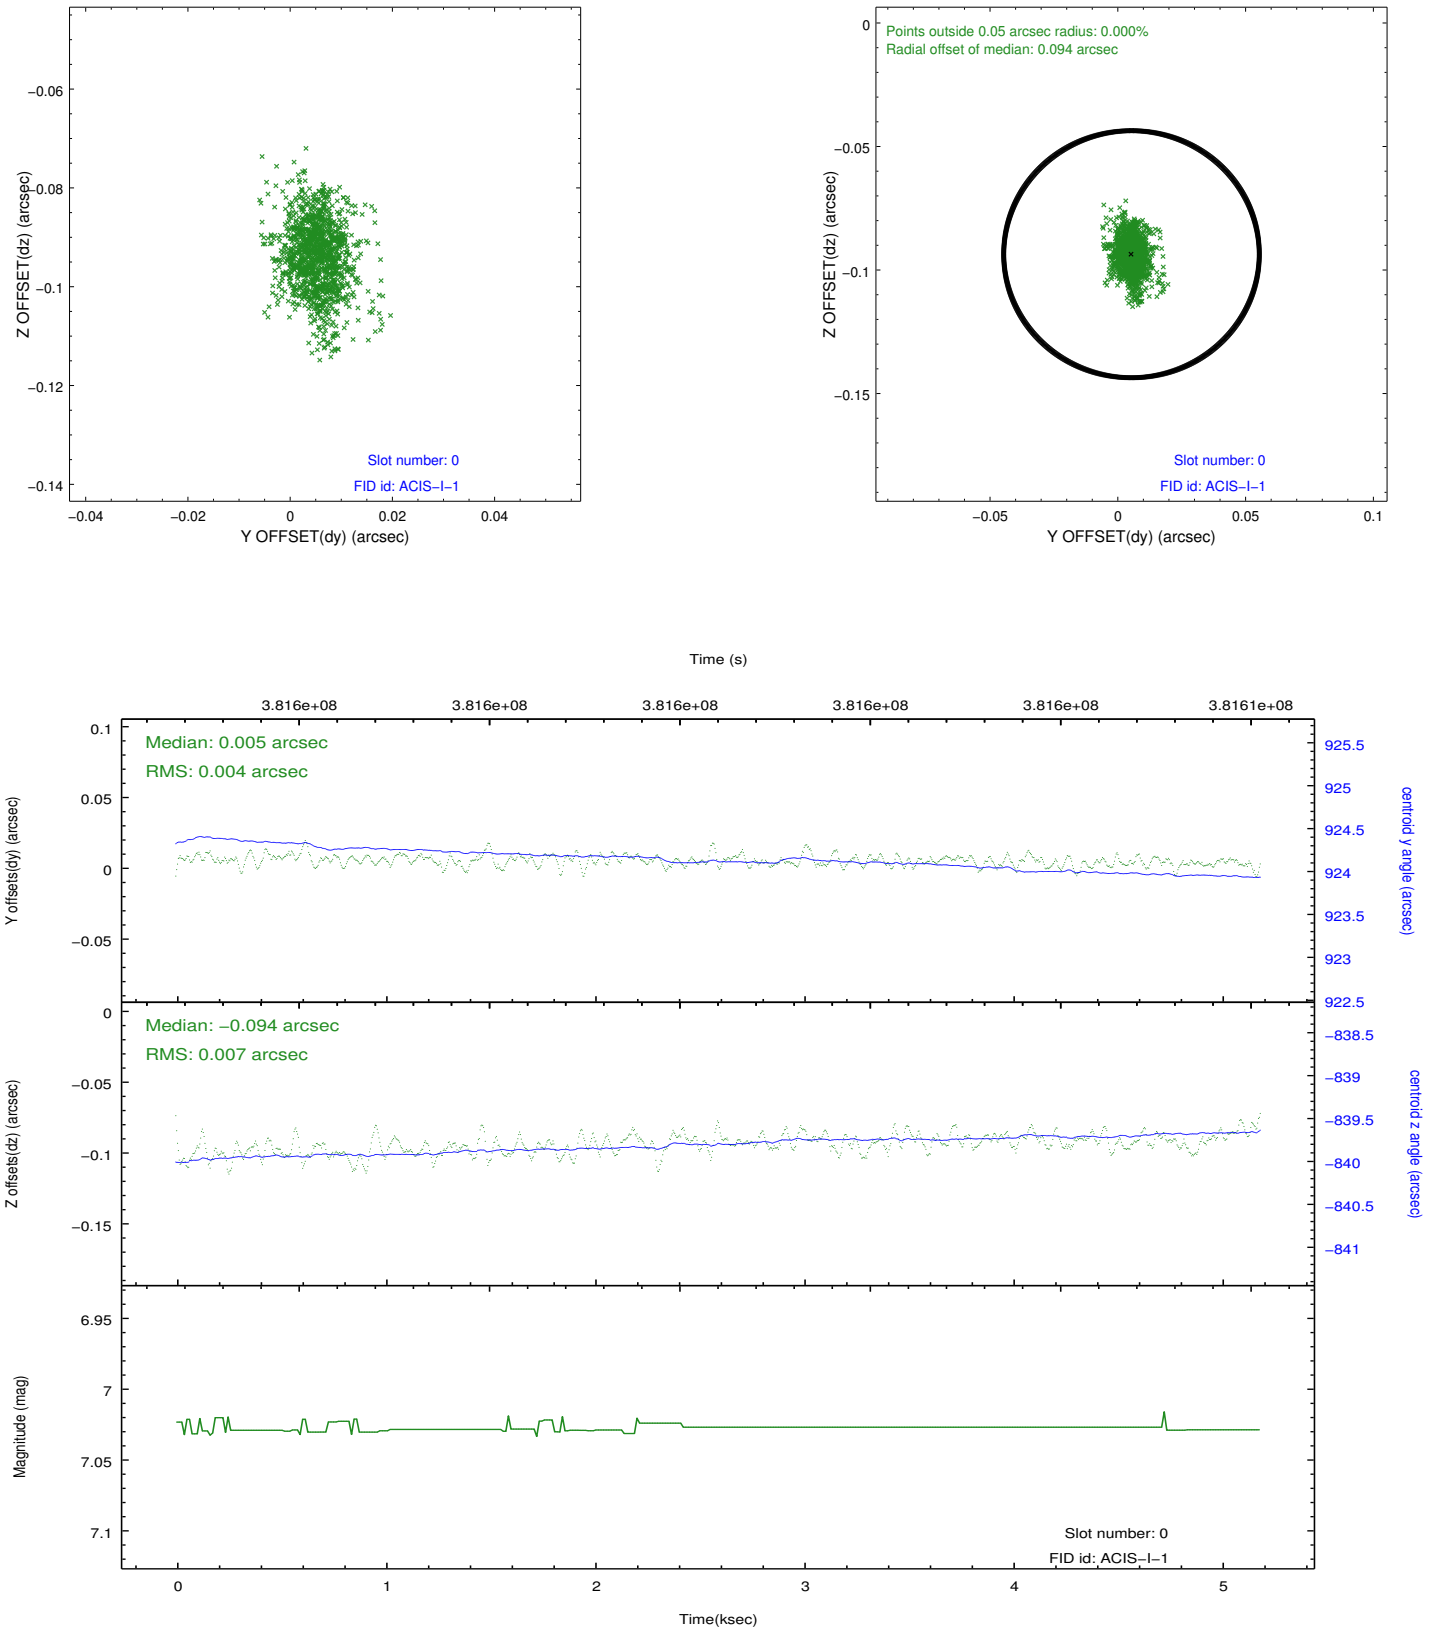 −0.06
−0.08
−0.1
−0.12
−0.14
Z OFFSET(dz) (arcsec)
Slot number: 0
FID id: ACIS−I−1
−0.04
−0.02
0
0.02
0.04
Y OFFSET(dy) (arcsec)
Points outside 0.05 arcsec radius: 0.000%
Radial offset of median: 0.094 arcsec
0
−0.05
−0.1
−0.15
Z OFFSET(dz) (arcsec)
Slot number: 0
FID id: ACIS−I−1
−0.05
0
0.05
0.1
Y OFFSET(dy) (arcsec)
Time (s)
3.816e+08
3.816e+08
3.816e+08
3.816e+08
3.816e+08
3.8161e+08
Median: 0.005 arcsec
RMS: 0.004 arcsec
0.1
0.05
0
−0.05
Y offsets(dy) (arcsec)
925.5
925
924.5
924
923.5
923
922.5
centroid y angle (arcsec)
Median: −0.094 arcsec
RMS: 0.007 arcsec
0
−0.05
−0.1
−0.15
Z offsets(dz) (arcsec)
−838.5
−839
−839.5
−840
−840.5
−841
centroid z angle (arcsec)
6.95
7
7.05
7.1
Magnitude (mag)
Slot number: 0
FID id: ACIS−I−1
0
1
2
3
4
5
Time(ksec)